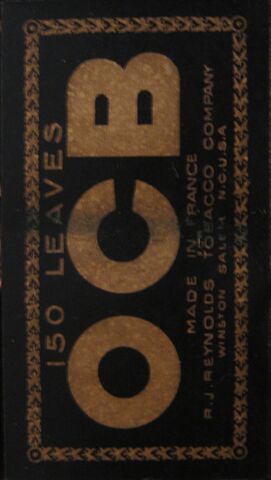 150 LEAVES
OCB
MADE IN FRANCE
R.J. REYNOLDS TOBACCO COMPANY
WINSTON SALEM N.C. U.S.A